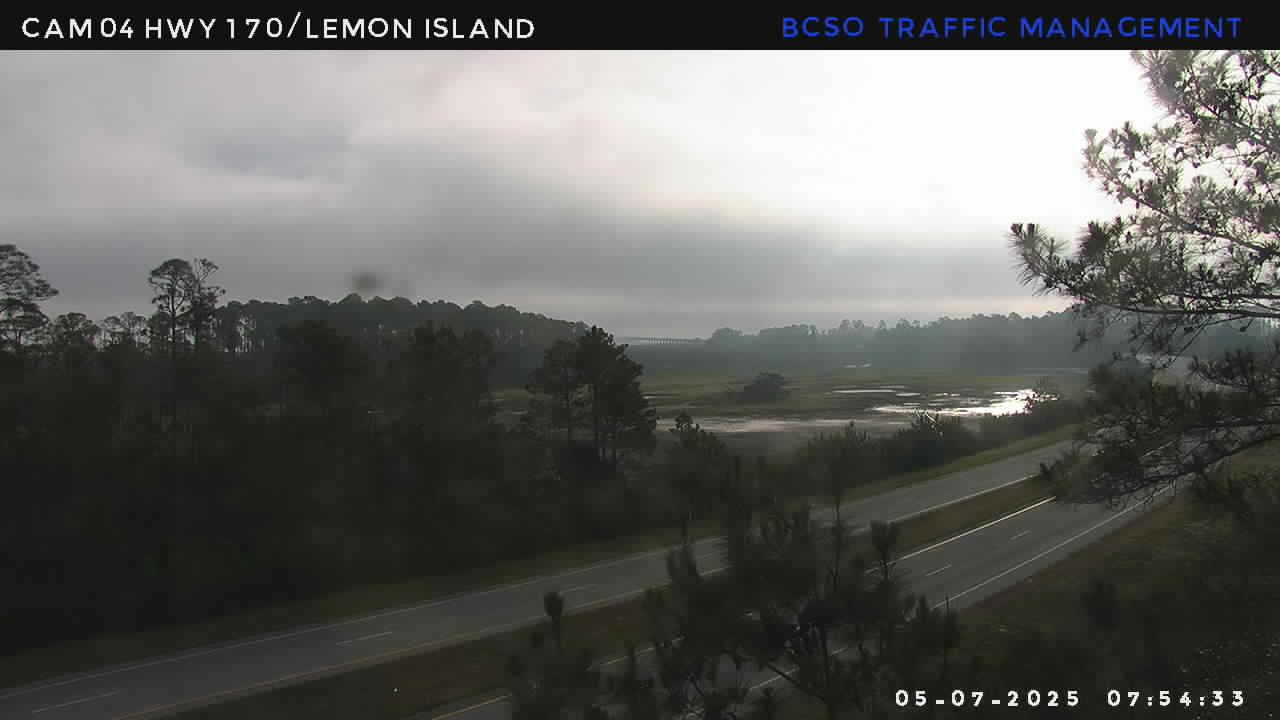 CAM04 HWY 170/LEMON ISLAND
BCSO TRAFFIC MANAGEMENT
05-07-2025 07:54:33